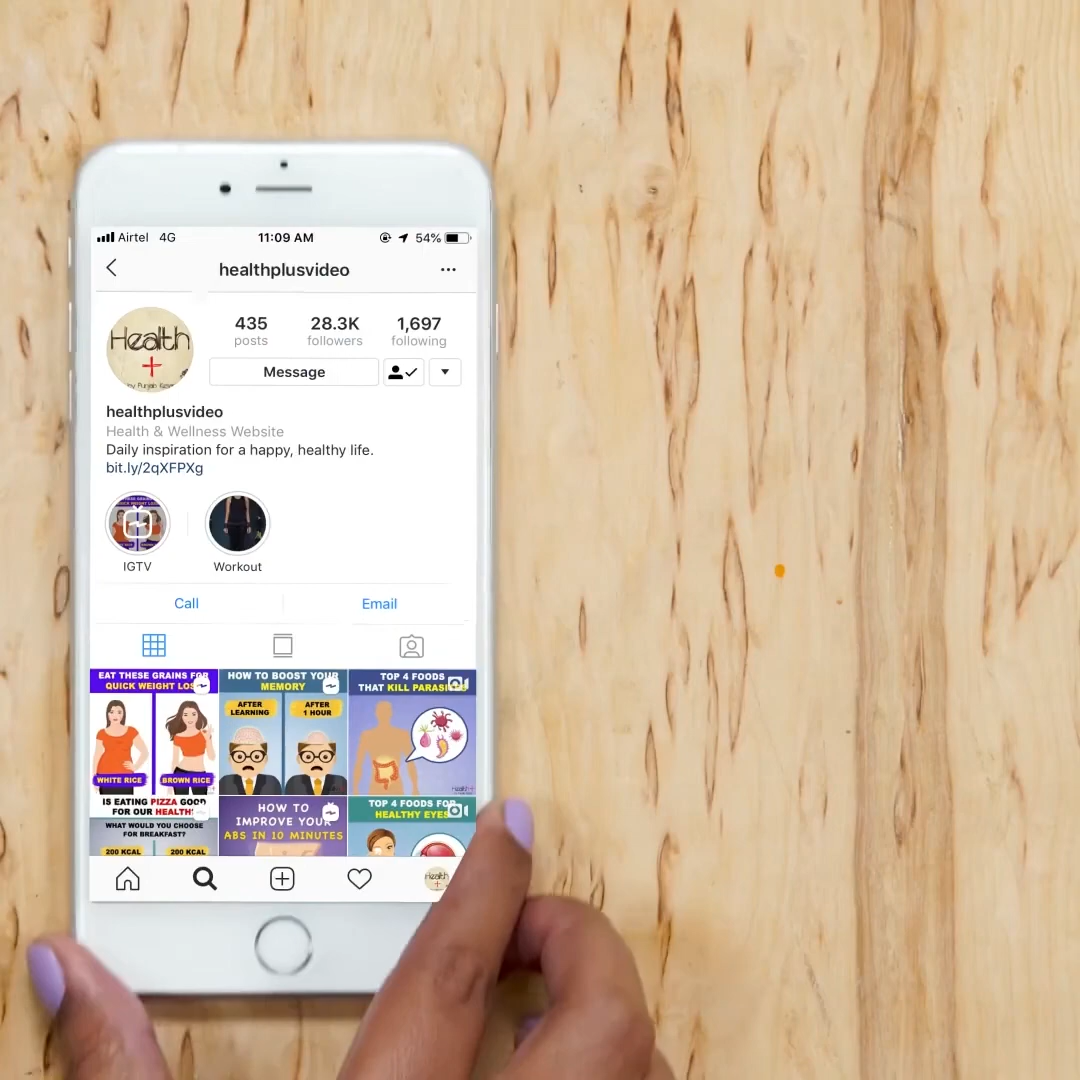 Airtel 4G 11:09 AM 54%
healthplusvideo
435 28.3K 1,697
posts followers following
Health
Message
healthplusvideo
Health & Wellness Website
Daily inspiration for a happy, healthy life.
bit.ly/2qXFPXg
IGTV Workout
Call Email
EAT THESE GRAINS FOR
QUICK WEIGHT LOSS
WHITE RICE BROWN RICE
HOW TO BOOST YOUR
MEMORY
AFTER
LEARNING
AFTER
1 HOUR
TOP 4 FOODS
THAT KILL PARASITES
Health
IS EATING PIZZA GOOD
FOR OUR HEALTH?
WHAT WOULD YOU CHOOSE
FOR BREAKFAST?
200 KCAL 200 KCAL
HOW TO
IMPROVE YOUR
ABS IN 10 MINUTES
TOP 4 FOODS FOR
HEALTHY EYES
Health